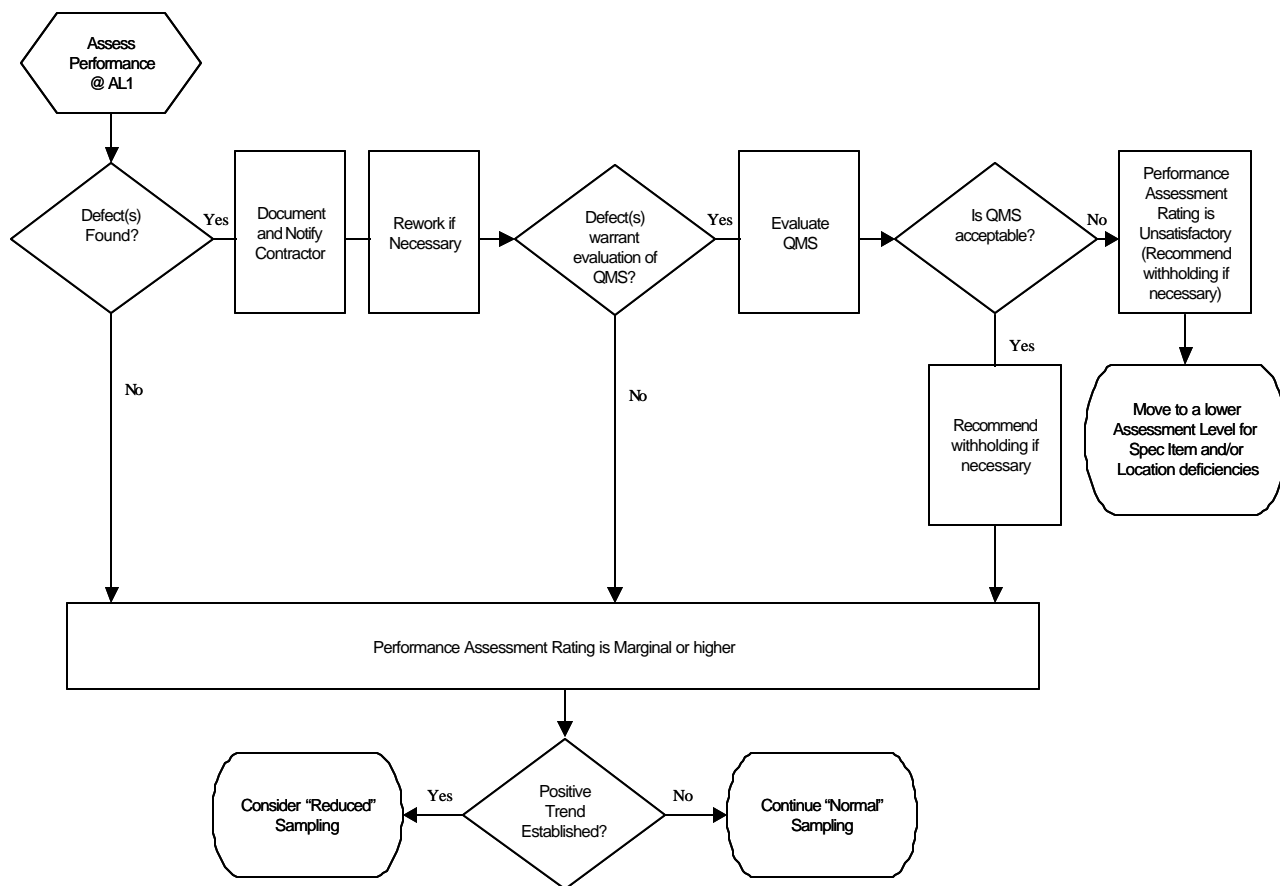 Assess
Performance
@ AL1
Defect(s)
Found?
Yes
Document
and Notify
Contractor
Rework if
Necessary
Defect(s)
warrant
evaluation of
QMS?
Yes
Evaluate
QMS
Is QMS
acceptable?
No
Performance
Assessment
Rating is
Unsatisfactory
(Recommend
withholding if
necessary)
No
No
Yes
Recommend
withholding if
necessary
Move to a lower
Assessment Level for
Spec Item and/or
Location deficiencies
Performance Assessment Rating is Marginal or higher
Consider “Reduced”
Sampling
Yes
Positive
Trend
Established?
No
Continue “Normal”
Sampling